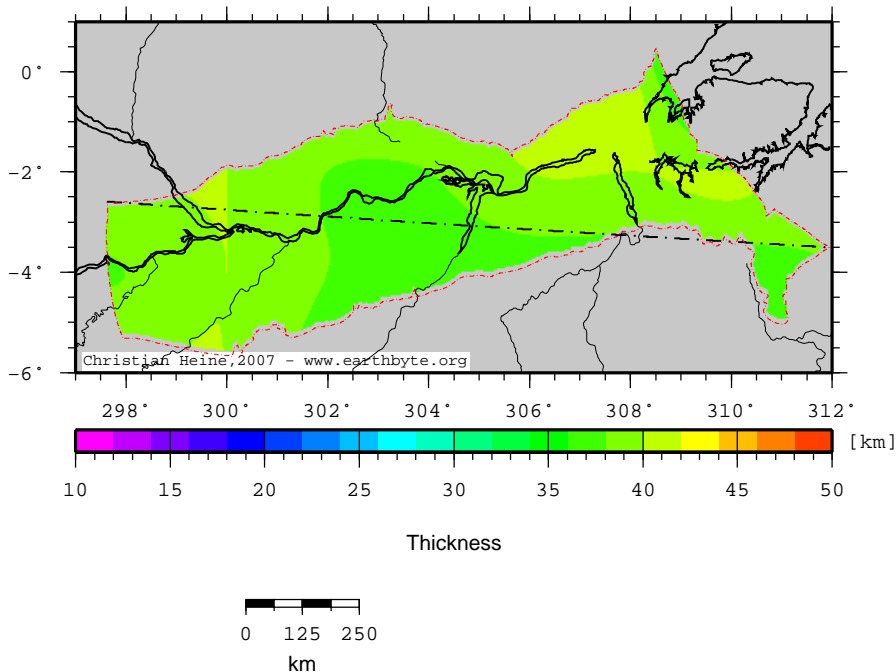 0°
−2°
−4°
−6°
Christian Heine,2007 − www.earthbyte.org
298° 300° 302° 304° 306° 308° 310° 312°
[km]
10 15 20 25 30 35 40 45 50
Thickness
0 125 250
km